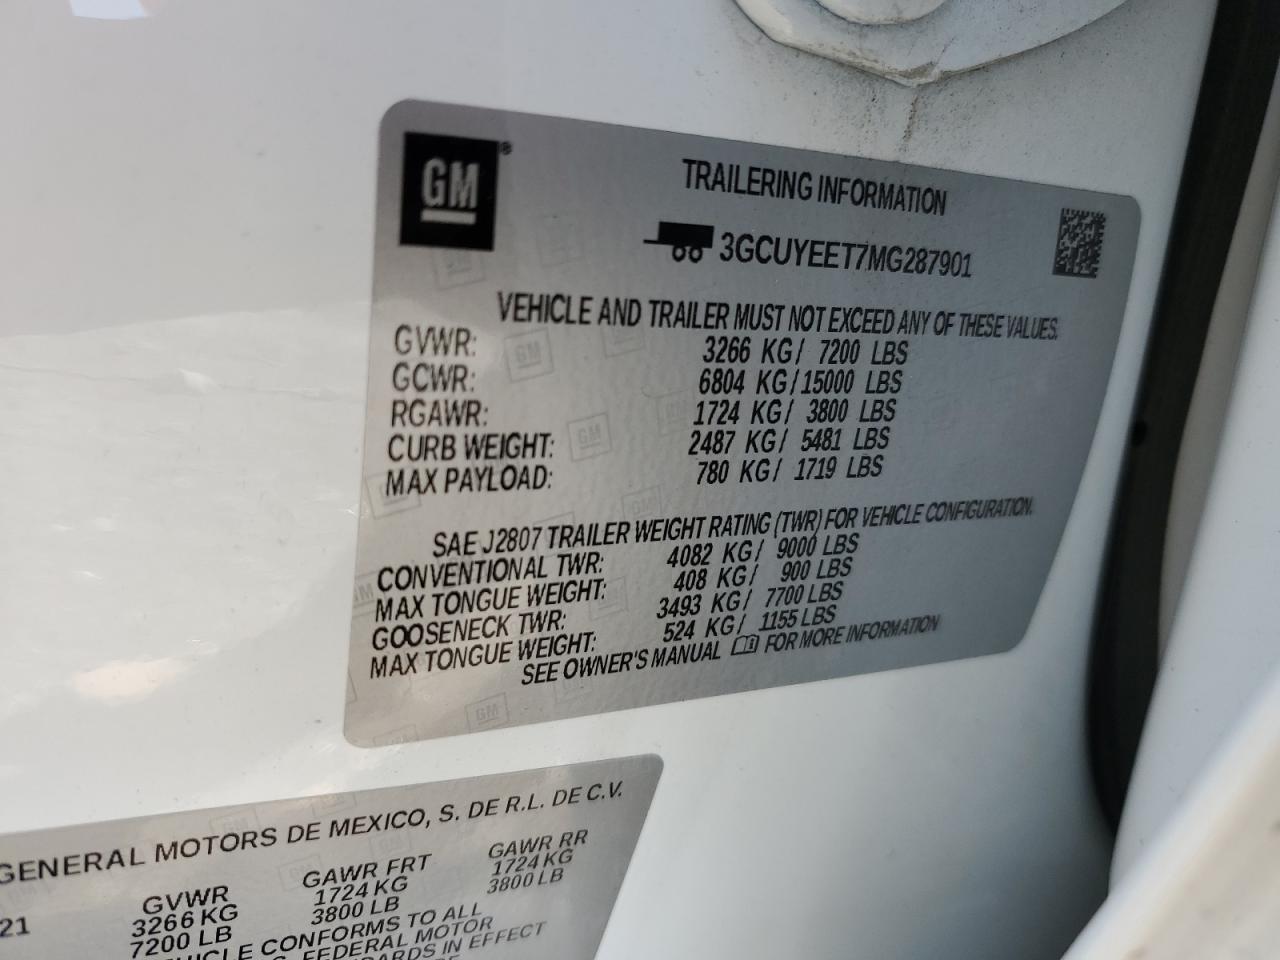 GM®
TRAILERING INFORMATION
3GCUYEET7MG287901
VEHICLE AND TRAILER MUST NOT EXCEED ANY OF THESE VALUES.
GVWR: 3266 KG/ 7200 LBS
GCWR: 6804 KG/15000 LBS
RGAWR: 1724 KG/ 3800 LBS
CURB WEIGHT: 2487 KG/ 5481 LBS
MAX PAYLOAD: 780 KG/ 1719 LBS
SAE J2807 TRAILER WEIGHT RATING (TWR) FOR VEHICLE CONFIGURATION.
CONVENTIONAL TWR: 4082 KG/ 9000 LBS
MAX TONGUE WEIGHT: 408 KG/ 900 LBS
GOOSENECK TWR: 3493 KG/ 7700 LBS
MAX TONGUE WEIGHT: 524 KG/ 1155 LBS
SEE OWNER'S MANUAL FOR MORE INFORMATION
GENERAL MOTORS DE MEXICO, S. DE R.L. DE C.V.
GVWR GAWR FRT GAWR RR
21 3266 KG 1724 KG 1724 KG
7200 LB 3800 LB 3800 LB
CONFORMS TO ALL
FEDERAL MOTOR
IN EFFECT